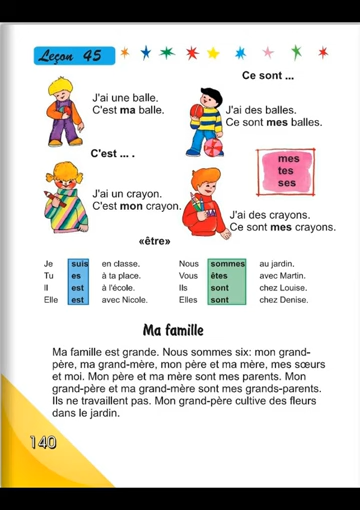 Leçon 45
Ce sont ...
J'ai une balle.
C'est ma balle.
J'ai des balles.
Ce sont mes balles.
C'est ... .
mes
tes
ses
J'ai un crayon.
C'est mon crayon.
J'ai des crayons.
Ce sont mes crayons.
«être»
Je suis en classe.
Tu es à ta place.
Il est à l'école.
Elle est avec Nicole.
Nous sommes au jardin.
Vous êtes avec Martin.
Ils sont chez Louise.
Elles sont chez Denise.
Ma famille
Ma famille est grande. Nous sommes six: mon grand-
père, ma grand-mère, mon père et ma mère, mes sœurs
et moi. Mon père et ma mère sont mes parents. Mon
grand-père et ma grand-mère sont mes grands-parents.
Ils ne travaillent pas. Mon grand-père cultive des fleurs
dans le jardin.
140